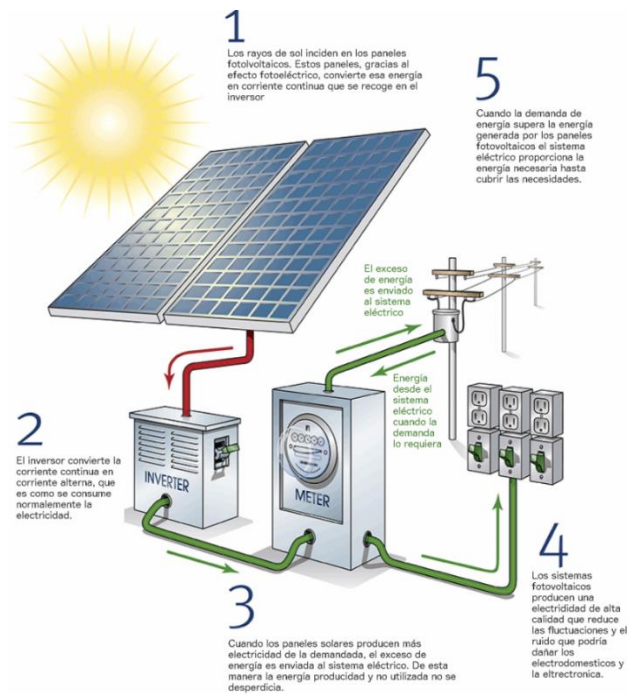 1
Los rayos de sol inciden en los paneles
fotolvoltaicos. Estos paneles, gracias al
efecto fotoeléctrico, convierte esa energía
en corriente continua que se recoge en el
inversor
5
Cuando la demanda de
energía supera la energía
generada por los paneles
fotovoltaicos el sistema
eléctrico proporciona la
energía necesaria hasta
cubrir las necesidades.
El exceso
de energía
es enviado
al sistema
eléctrico
Energía
desde el
sistema
eléctrico
cuando la
demanda
lo requiera
2
El inversor convierte la
corriente continua en
corriente alterna, que
es como se consume
normalemente la
electricidad.
INVERTER
METER
3
Cuando los paneles solares producen más
electricidad de la demandada, el exceso de
energía es enviada al sistema eléctrico. De esta
manera la energía producidad y no utilizada no se
desperdicia.
4
Los sistemas
fotovoltaicos
producen una
electrididad de alta
calidad que reduce
las fluctuaciones y el
ruido que podría
dañar los
electrodomesticos y
la eltrectronica.